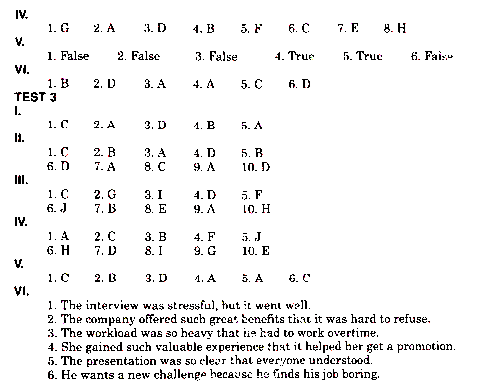 IV.
1. G 2. A 3. D 4. B 5. F 6. C 7. E 8. H
V.
1. False 2. False 3. False 4. True 5. True 6. False
VI.
1. B 2. D 3. A 4. A 5. C 6. D
TEST 3
I.
1. C 2. A 3. D 4. B 5. A
II.
1. C 2. B 3. A 4. D 5. B
6. D 7. A 8. C 9. A 10. D
III.
1. C 2. G 3. I 4. D 5. F
6. J 7. B 8. E 9. A 10. H
IV.
1. A 2. C 3. B 4. F 5. J
6. H 7. D 8. I 9. G 10. E
V.
1. C 2. B 3. D 4. A 5. A 6. C
VI.
1. The interview was stressful, but it went well.
2. The company offered such great benefits that it was hard to refuse.
3. The workload was so heavy that he had to work overtime.
4. She gained such valuable experience that it helped her get a promotion.
5. The presentation was so clear that everyone understood.
6. He wants a new challenge because he finds his job boring.